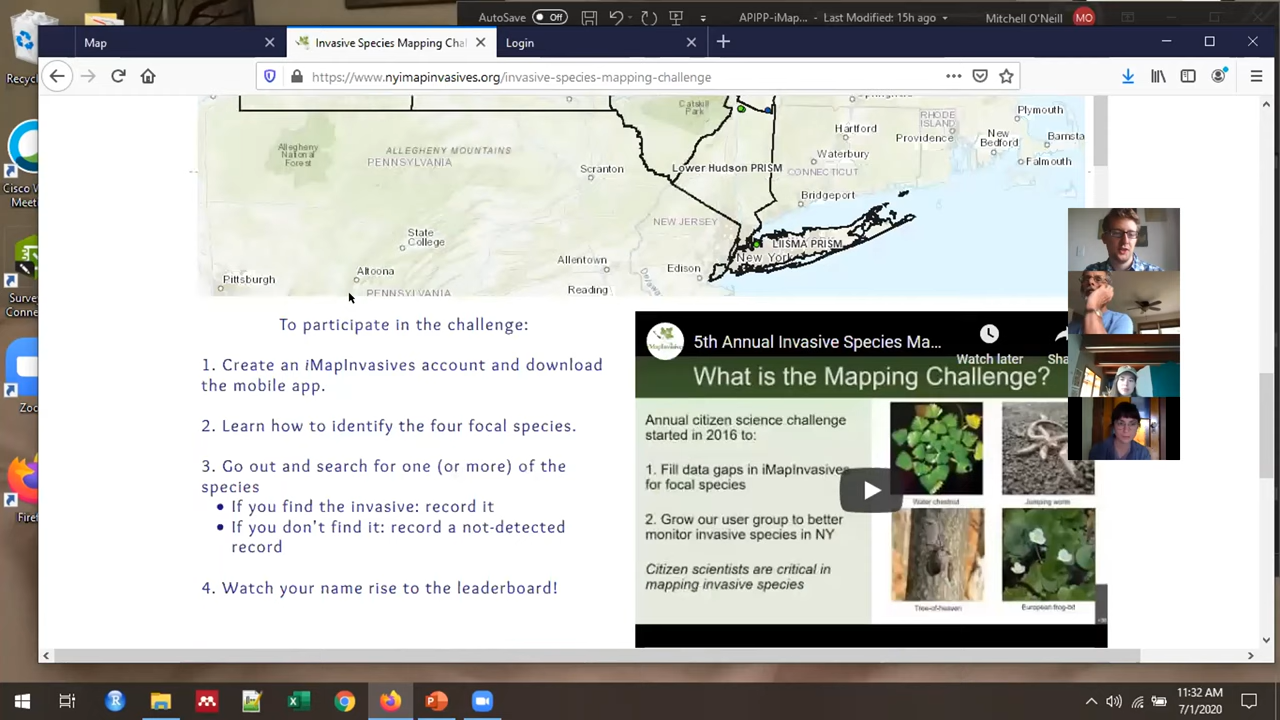 AutoSave Off
APIPP-iMap... - Last Modified: 15h ago
Mitchell O'Neill MO
Map
Invasive Species Mapping Chal
Login
https://www.nyimapinvasives.org/invasive-species-mapping-challenge
Recyc
Cisco W
Meet
Surv
Conne
Zoo
Firef
Catskill
Park
Plymouth
RHODE
ISLAND
Hartford
Providence
New
Bedford
Barnsta
Falmouth
Allegheny
National
Forest
ALLEGHENY MOUNTAINS
PENNSYLVANIA
Scranton
Lower Hudson PRISM
Waterbury
CONNECTICUT
Bridgeport
NEW JERSEY
State
College
LIISMA PRISM
New York
Allentown
Edison
Altoona
Pittsburgh
PENNSYLVANIA
Reading
To participate in the challenge:
1. Create an iMapInvasives account and download
the mobile app.
2. Learn how to identify the four focal species.
3. Go out and search for one (or more) of the
species
• If you find the invasive: record it
• If you don't find it: record a not-detected
record
4. Watch your name rise to the leaderboard!
5th Annual Invasive Species Ma...
Watch later
Sha
What is the Mapping Challenge?
Annual citizen science challenge
started in 2016 to:
1. Fill data gaps in iMapInvasives
for focal species
2. Grow our user group to better
monitor invasive species in NY
Citizen scientists are critical in
mapping invasive species
Water chestnut
Jumping worm
Tree-of-heaven
European frog-bit
11:32 AM
7/1/2020